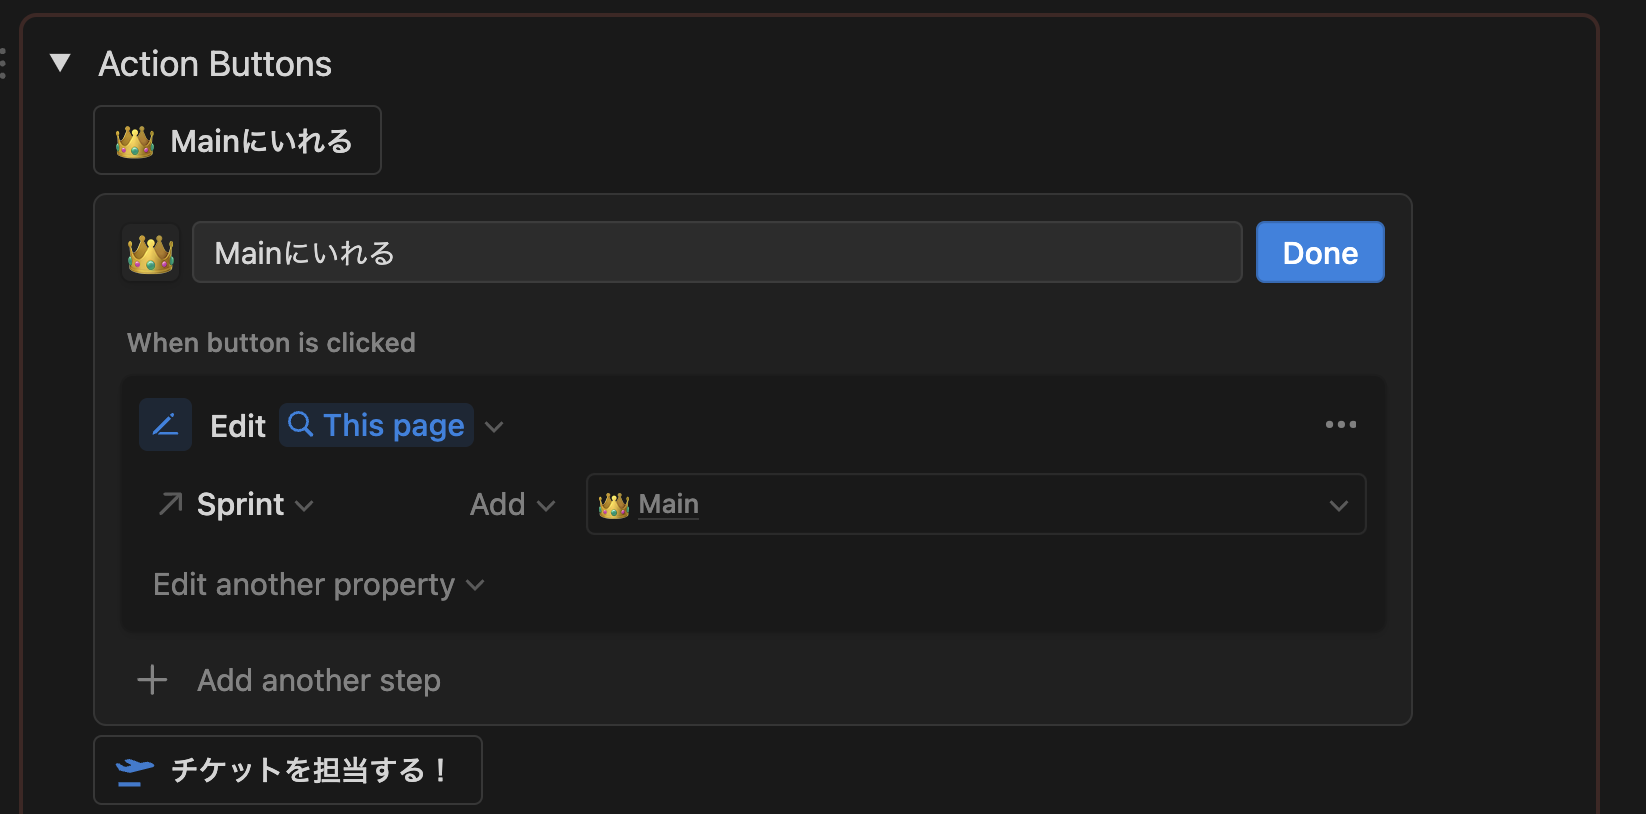 Action Buttons
Mainにいれる
Mainにいれる Done
When button is clicked
Edit This page
Sprint Add Main
Edit another property
Add another step
チケットを担当する！